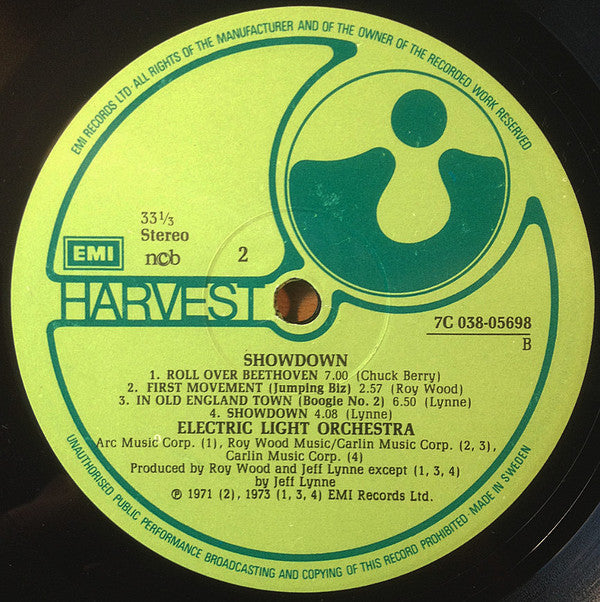 EMI RECORDS LTD ALL RIGHTS OF THE MANUFACTURER AND OF THE OWNER OF THE RECORDED WORK RESERVED
33⅓
Stereo
EMI
ncb
2
HARVEST
7C 038-05698
B
SHOWDOWN
1. ROLL OVER BEETHOVEN 7.00 (Chuck Berry)
2. FIRST MOVEMENT (Jumping Biz) 2.57 (Roy Wood)
3. IN OLD ENGLAND TOWN (Boogie No. 2) 6.50 (Lynne)
4. SHOWDOWN 4.08 (Lynne)
ELECTRIC LIGHT ORCHESTRA
Arc Music Corp. (1), Roy Wood Music/Carlin Music Corp. (2, 3),
Carlin Music Corp. (4)
Produced by Roy Wood and Jeff Lynne except (1, 3, 4)
by Jeff Lynne
℗ 1971 (2), 1973 (1, 3, 4) EMI Records Ltd.
UNAUTHORISED PUBLIC PERFORMANCE BROADCASTING AND COPYING OF THIS RECORD PROHIBITED · MADE IN SWEDEN